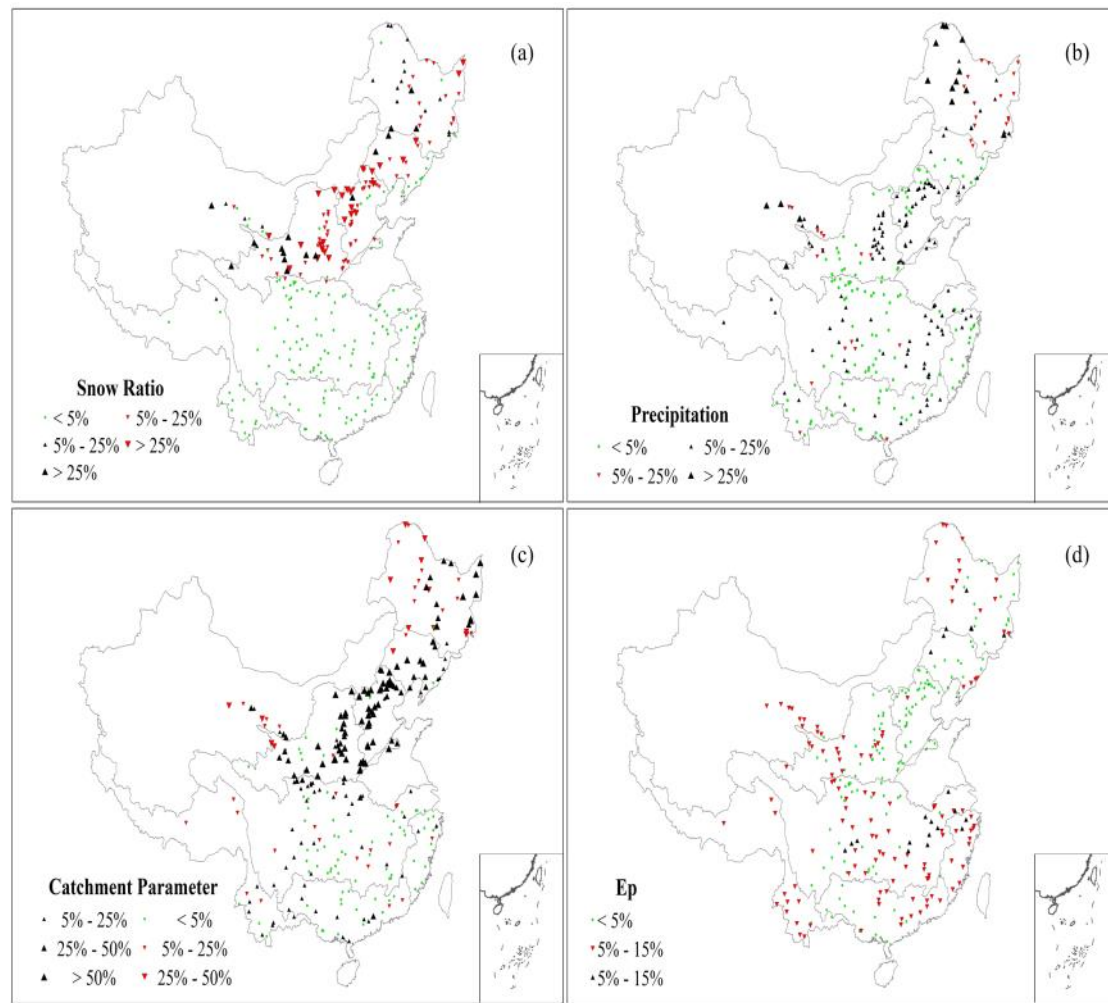 (a)
Snow Ratio
< 5% 5% - 25%
5% - 25% > 25%
> 25%
(b)
Precipitation
< 5% 5% - 25%
5% - 25% > 25%
(c)
Catchment Parameter
5% - 25% < 5%
25% - 50% 5% - 25%
> 50% 25% - 50%
(d)
Ep
< 5%
5% - 15%
5% - 15%